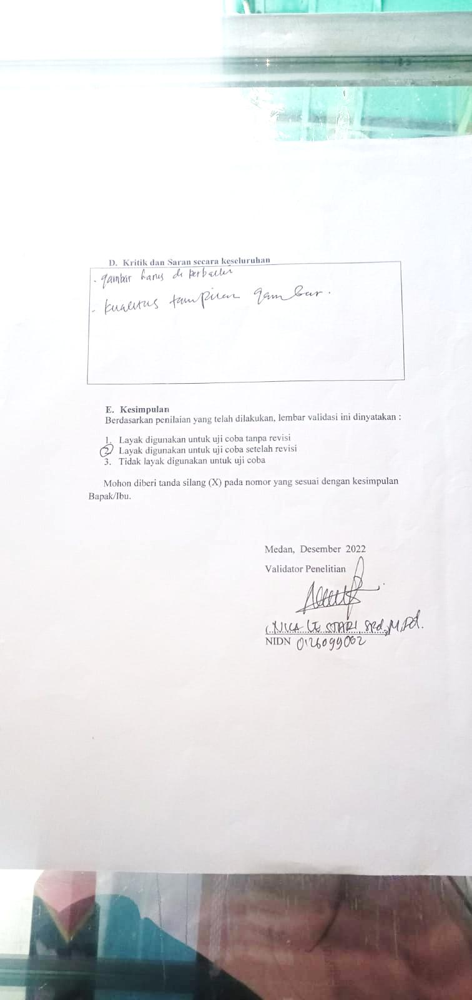 D. Kritik dan Saran secara keseluruhan
- gambar harus di perbaiki
- kualitas tampilan gambar.
E. Kesimpulan
Berdasarkan penilaian yang telah dilakukan, lembar validasi ini dinyatakan :
1. Layak digunakan untuk uji coba tanpa revisi
2. Layak digunakan untuk uji coba setelah revisi
3. Tidak layak digunakan untuk uji coba
Mohon diberi tanda silang (X) pada nomor yang sesuai dengan kesimpulan
Bapak/Ibu.
Medan, Desember 2022
Validator Penelitian
LESTARI, S.Pd., M.Pd.
NIDN 0126099002